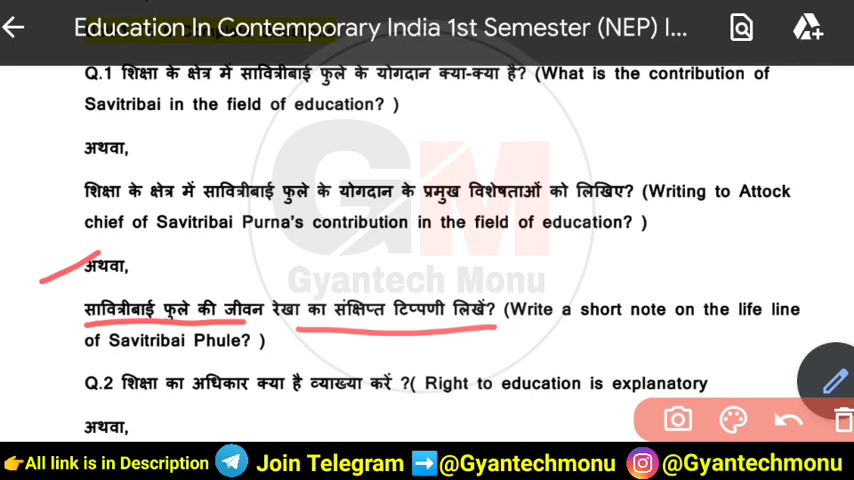 Education In Contemporary India 1st Semester (NEP) I...
Q.1 शिक्षा के क्षेत्र में सावित्रीबाई फुले के योगदान क्या-क्या है? (What is the contribution of
Savitribai in the field of education? )
अथवा,
शिक्षा के क्षेत्र में सावित्रीबाई फुले के योगदान के प्रमुख विशेषताओं को लिखिए? (Writing to Attock
chief of Savitribai Purna's contribution in the field of education? )
अथवा,
सावित्रीबाई फुले की जीवन रेखा का संक्षिप्त टिप्पणी लिखें? (Write a short note on the life line
of Savitribai Phule? )
Q.2 शिक्षा का अधिकार क्या है व्याख्या करें ?( Right to education is explanatory
अथवा,
GM
Gyantech Monu
All link is in Description Join Telegram @Gyantechmonu @Gyantechmonu